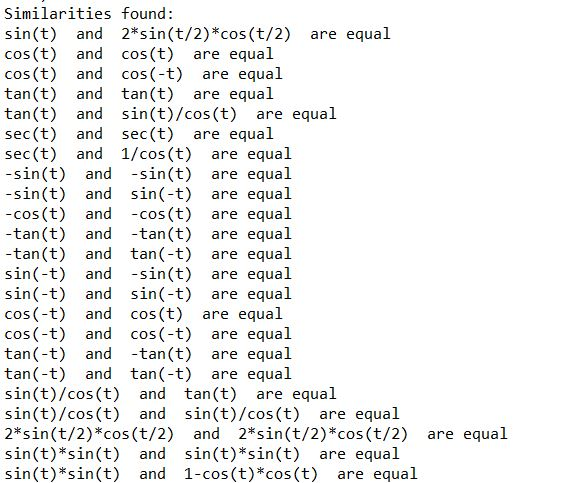 Similarities found:
sin(t)  and  2*sin(t/2)*cos(t/2)  are equal
cos(t)  and  cos(t)  are equal
cos(t)  and  cos(-t)  are equal
tan(t)  and  tan(t)  are equal
tan(t)  and  sin(t)/cos(t)  are equal
sec(t)  and  sec(t)  are equal
sec(t)  and  1/cos(t)  are equal
-sin(t)  and  -sin(t)  are equal
-sin(t)  and  sin(-t)  are equal
-cos(t)  and  -cos(t)  are equal
-tan(t)  and  -tan(t)  are equal
-tan(t)  and  tan(-t)  are equal
sin(-t)  and  -sin(t)  are equal
sin(-t)  and  sin(-t)  are equal
cos(-t)  and  cos(t)  are equal
cos(-t)  and  cos(-t)  are equal
tan(-t)  and  -tan(t)  are equal
tan(-t)  and  tan(-t)  are equal
sin(t)/cos(t)  and  tan(t)  are equal
sin(t)/cos(t)  and  sin(t)/cos(t)  are equal
2*sin(t/2)*cos(t/2)  and  2*sin(t/2)*cos(t/2)  are equal
sin(t)*sin(t)  and  sin(t)*sin(t)  are equal
sin(t)*sin(t)  and  1-cos(t)*cos(t)  are equal